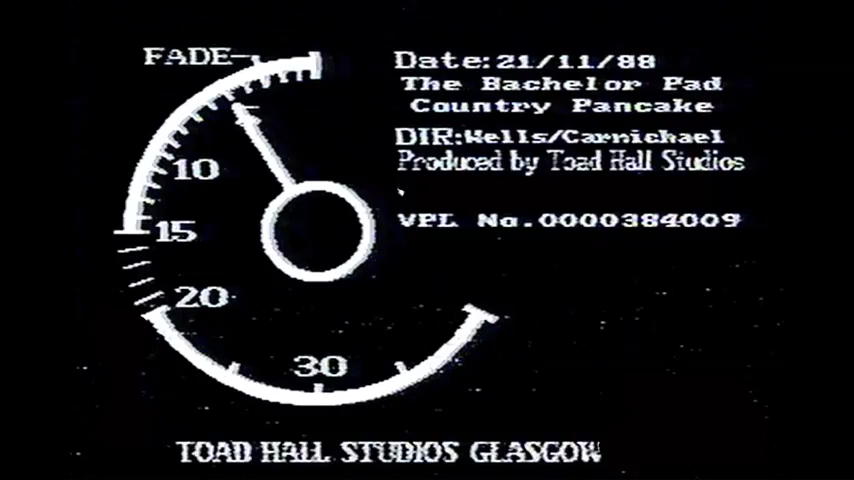 FADE
Date:21/11/88
The Bachelor Pad
Country Pancake
DIR:Wells/Carmichael
Produced by Toad Hall Studios
10
VPL No.0000384009
15
20
30
TOAD HALL STUDIOS GLASGOW